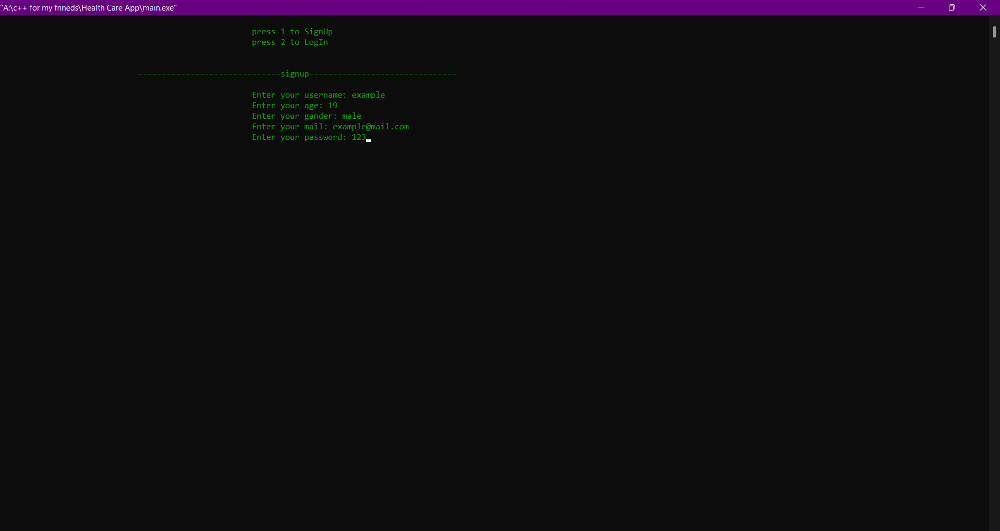 "A:\c++ for my frineds\Health Care App\main.exe"
press 1 to SignUp
press 2 to LogIn
------------------------------signup-------------------------------
Enter your username: example
Enter your age: 19
Enter your gander: male
Enter your mail: example@mail.com
Enter your password: 123